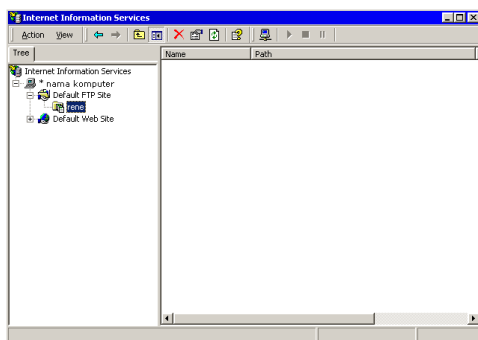 Internet Information Services
Action View
Tree
Name Path
Internet Information Services
* nama komputer
Default FTP Site
rene
Default Web Site